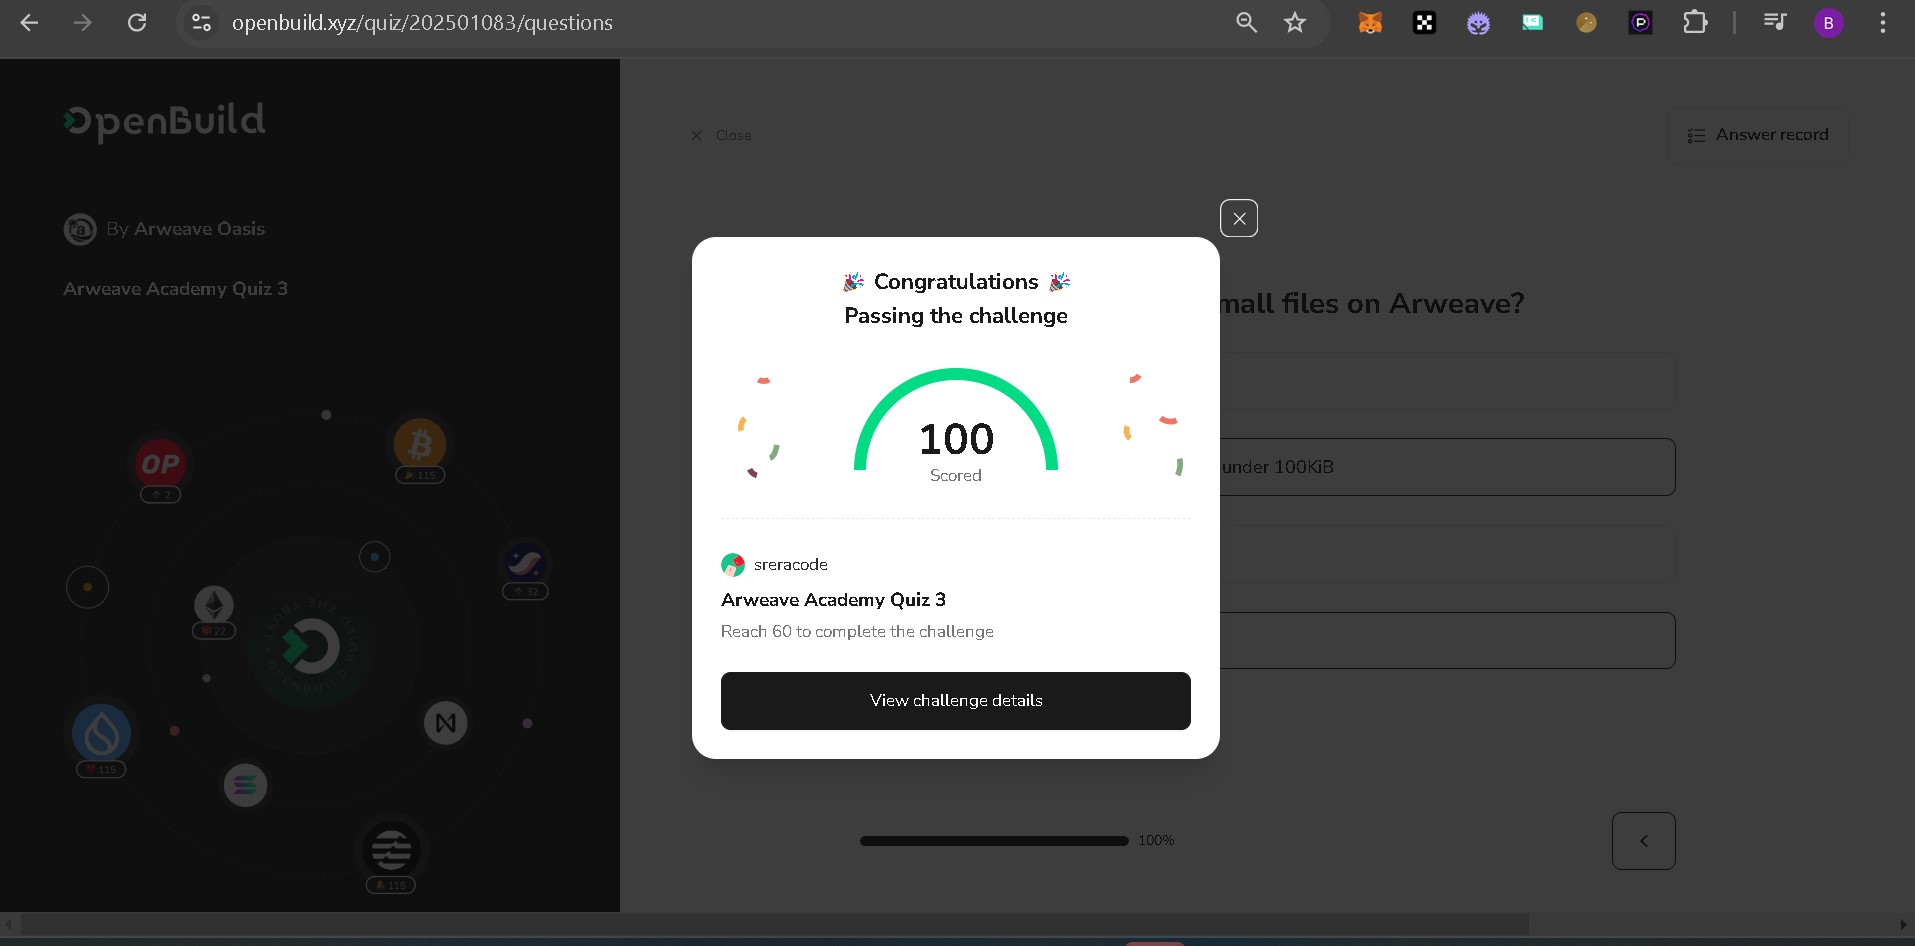 openbuild.xyz/quiz/202501083/questions
B
OpenBuild
By Arweave Oasis
Arweave Academy Quiz 3
OP
2
115
32
22
115
115
Close
Answer record
mall files on Arweave?
under 100KiB
Congratulations
Passing the challenge
100
Scored
sreracode
Arweave Academy Quiz 3
Reach 60 to complete the challenge
View challenge details
100%